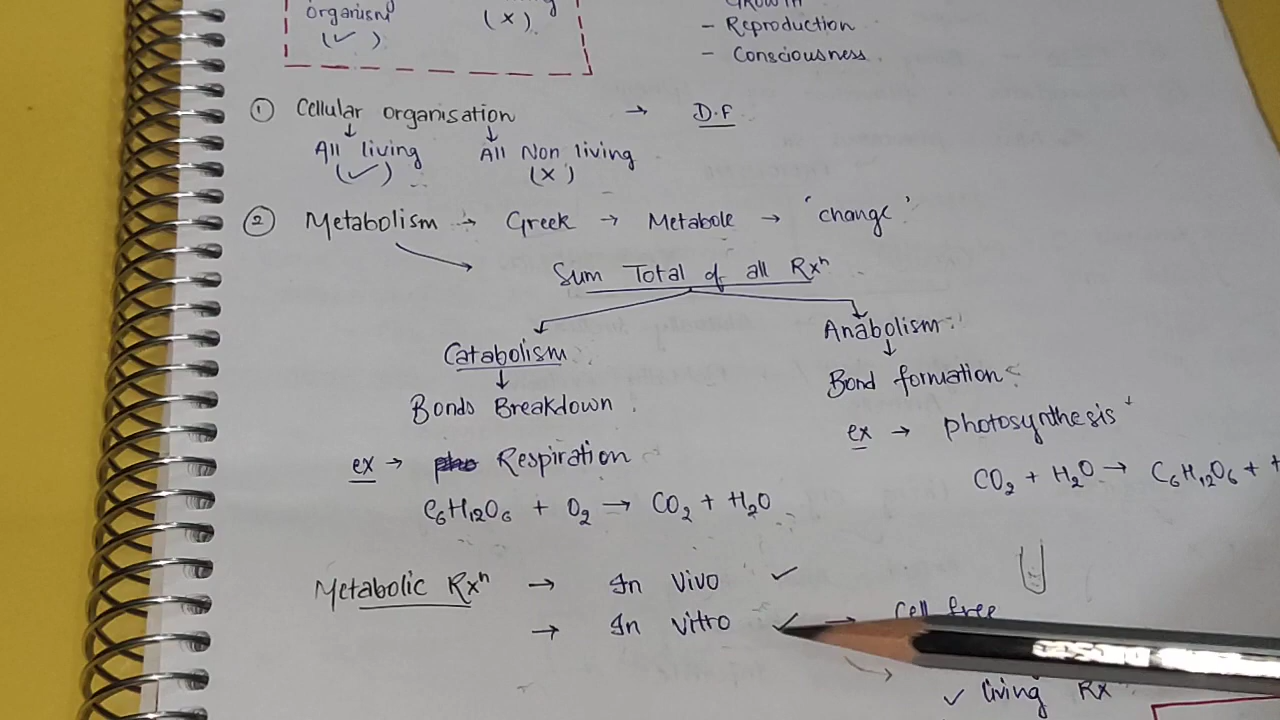 organism (X)
(✓)
GROWTH
- Reproduction
- Consciousness
① Cellular organisation → D.F
↓ ↓
All living All Non living
(✓) (X)
② Metabolism → Greek → Metabole → 'change'
Sum Total of all Rxⁿ
Catabolism Anabolism
↓ ↓
Bonds Breakdown Bond formation
ex → Respiration ex → photosynthesis
C₆H₁₂O₆ + O₂ → CO₂ + H₂O CO₂ + H₂O → C₆H₁₂O₆ +
Metabolic Rxⁿ → In Vivo ✓
→ In vitro ✓ → Cell free
✓ living Rx